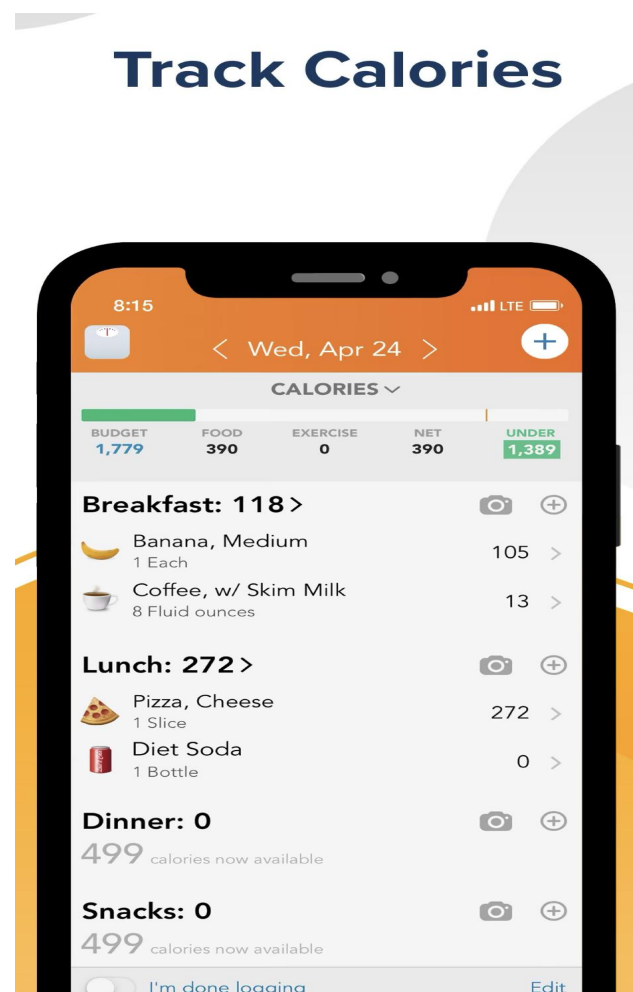 Track Calories
8:15
LTE
< Wed, Apr 24 >
+
CALORIES
BUDGET FOOD EXERCISE NET UNDER
1,779 390 0 390 1,389
Breakfast: 118 >
Banana, Medium
1 Each
105 >
Coffee, w/ Skim Milk
8 Fluid ounces
13 >
Lunch: 272 >
Pizza, Cheese
1 Slice
272 >
Diet Soda
1 Bottle
0 >
Dinner: 0
499 calories now available
Snacks: 0
499 calories now available
I'm done logging Edit